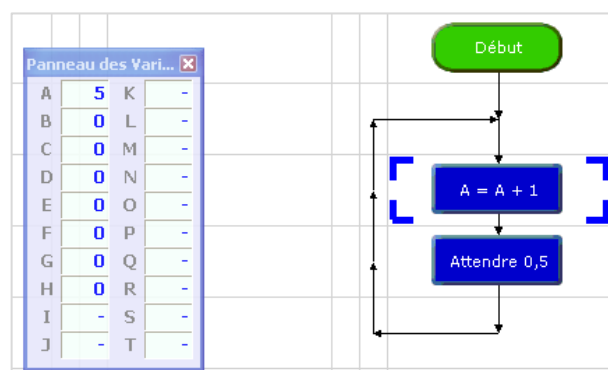 Début
Panneau des Vari...
A 5 K -
B 0 L -
C 0 M -
D 0 N -
E 0 O -
F 0 P -
G 0 Q -
H 0 R -
I - S -
J - T -
A = A + 1
Attendre 0,5